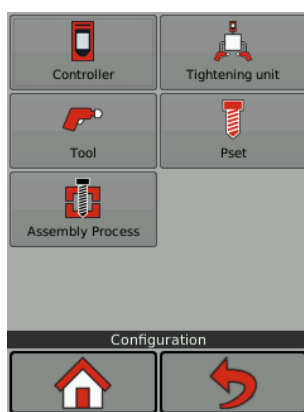 Controller
Tightening unit
Tool
Pset
Assembly Process
Configuration